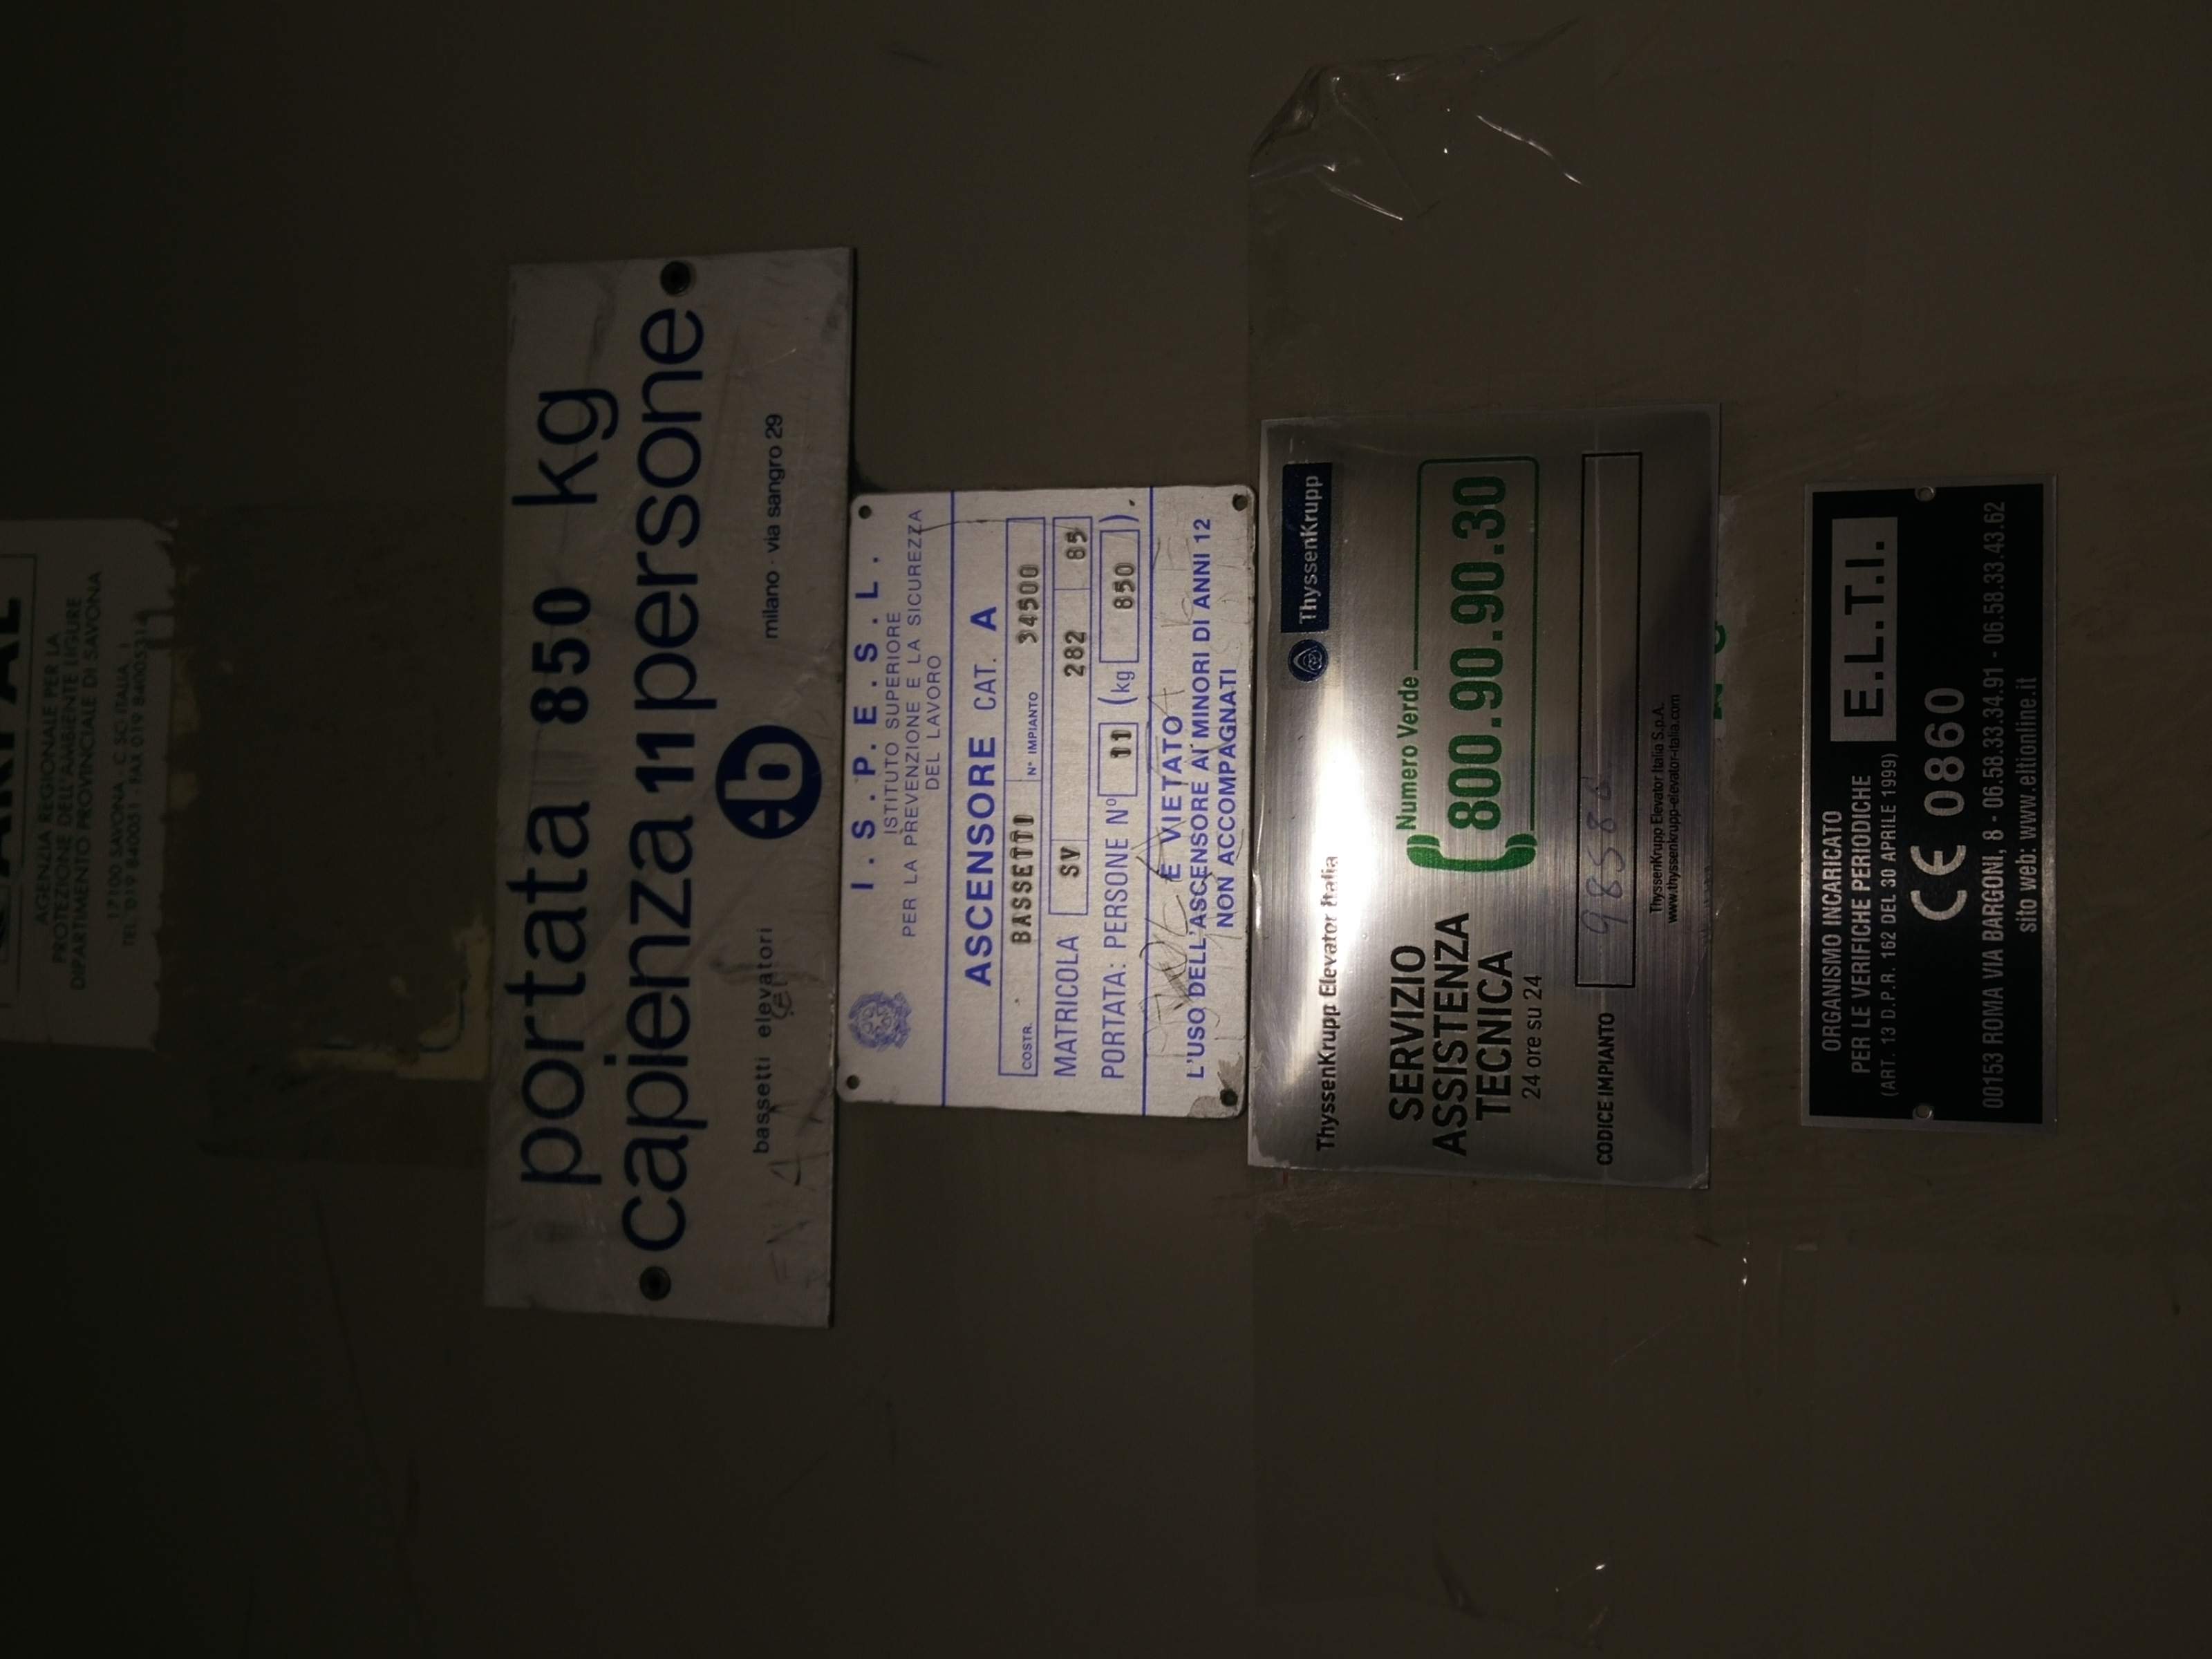 AGENZIA REGIONALE PER LA
PROTEZIONE DELL'AMBIENTE LIGURE
DIPARTIMENTO PROVINCIALE DI SAVONA
17100 SAVONA
portata 850 kg
capienza 11 persone
bassetti elevatori
milano - via sangro 29
I.S.P.E.S.L.
ISTITUTO SUPERIORE
PER LA PREVENZIONE E LA SICUREZZA
DEL LAVORO
ASCENSORE CAT. A
COSTR. BASSETTI N° IMPIANTO 34500
MATRICOLA SV 282 85
PORTATA: PERSONE N° 11 (kg 850).
È VIETATO
L'USO DELL'ASCENSORE AI MINORI DI ANNI 12
NON ACCCOMPAGNATI
ThyssenKrupp Elevator Italia
ThyssenKrupp
SERVIZIO
ASSISTENZA
TECNICA
24 ore su 24
Numero Verde
800.90.90.30
CODICE IMPIANTO
ThyssenKrupp Elevator Italia S.p.A.
www.thyssenkrupp-elevator-italia.com
ORGANISMO INCARICATO
PER LE VERIFICHE PERIODICHE
(ART. 13 D.P.R. 162 DEL 30 APRILE 1999)
E.L.T.I.
CE 0860
00153 ROMA VIA BARGONI, 8 - 06.58.33.34.91 - 06.58.33.43.62
sito web: www.eltionline.it